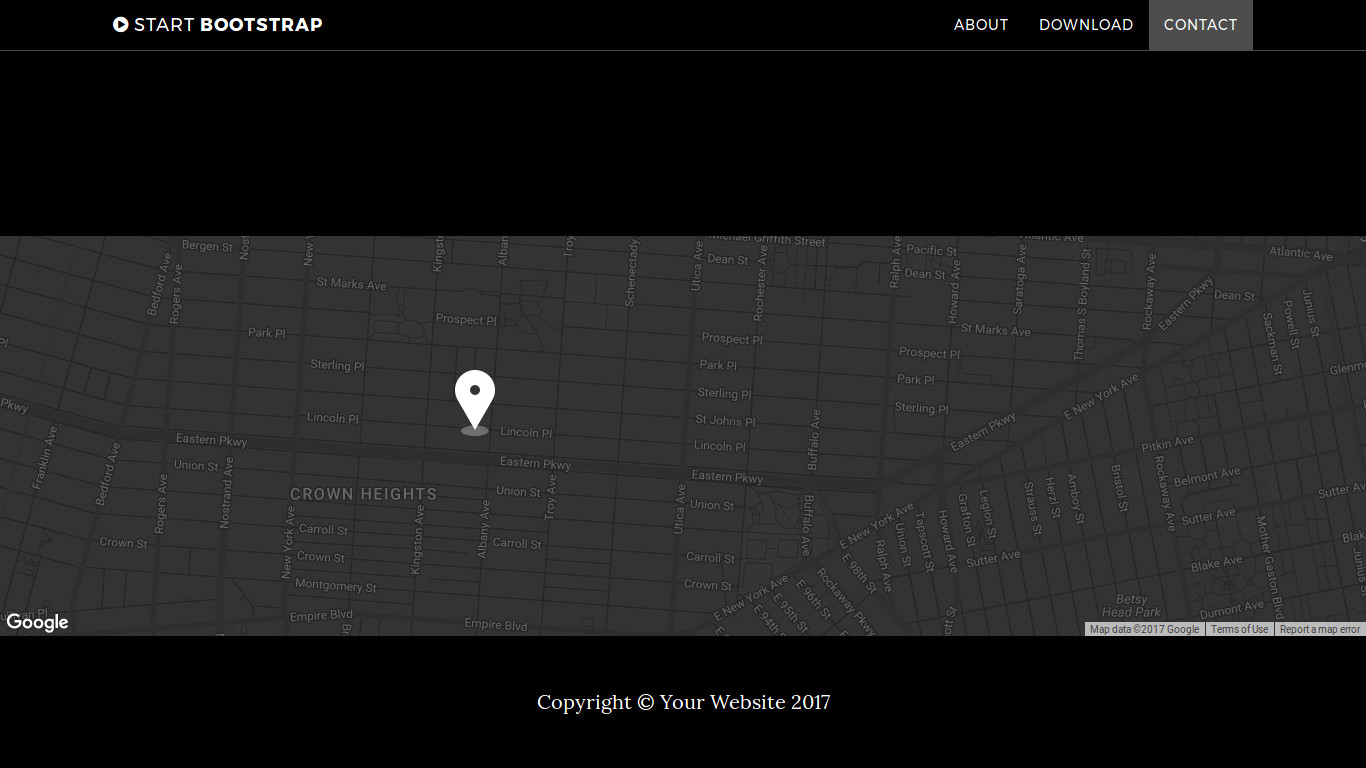 START BOOTSTRAP
ABOUT
DOWNLOAD
CONTACT
Bergen St
Michael Griffith Street
Pacific St
Atlantic Ave
Atlantic Ave
Bedford Ave
Rogers Ave
St Marks Ave
Schenectady
Utica Ave
Dean St
Rochester Ave
Ralph Ave
Dean St
Howard Ave
Saratoga Ave
Thomas S Boyland St
Rockaway Ave
Eastern Pkwy
Dean St
Junius St
Powell St
Sackman St
Park Pl
Prospect Pl
Prospect Pl
St Marks Ave
Sterling Pl
Park Pl
Prospect Pl
Park Pl
Sterling Pl
Sterling Pl
E New York Ave
Lincoln Pl
Lincoln Pl
St Johns Pl
Lincoln Pl
Buffalo Ave
Eastern Pkwy
Pkwy
Franklin Ave
Bedford Ave
Eastern Pkwy
Union St
Eastern Pkwy
Eastern Pkwy
Pitkin Ave
Belmont Ave
Sutter Ave
Rogers Ave
Nostrand Ave
CROWN HEIGHTS
Union St
Troy Ave
Utica Ave
Union St
Buffalo Ave
E New York Ave
Grafton St
Legion St
Strauss St
Herzl St
Amboy St
Bristol St
Rockaway Ave
Sutter Ave
Crown St
New York Ave
Carroll St
Crown St
Kingston Ave
Albany Ave
Carroll St
Carroll St
Ralph Ave
Union St
Tapscott St
Howard Ave
Sutter Ave
Mother Gaston Blvd
Blake Ave
Montgomery St
Crown St
E New York Ave
E 98th St
E 96th St
E 95th St
E 94th St
Rockaway Pkwy
Empire Blvd
Empire Blvd
Betsy
Head Park
Dumont Ave
Google
Map data ©2017 Google
Terms of Use
Report a map error
Copyright © Your Website 2017